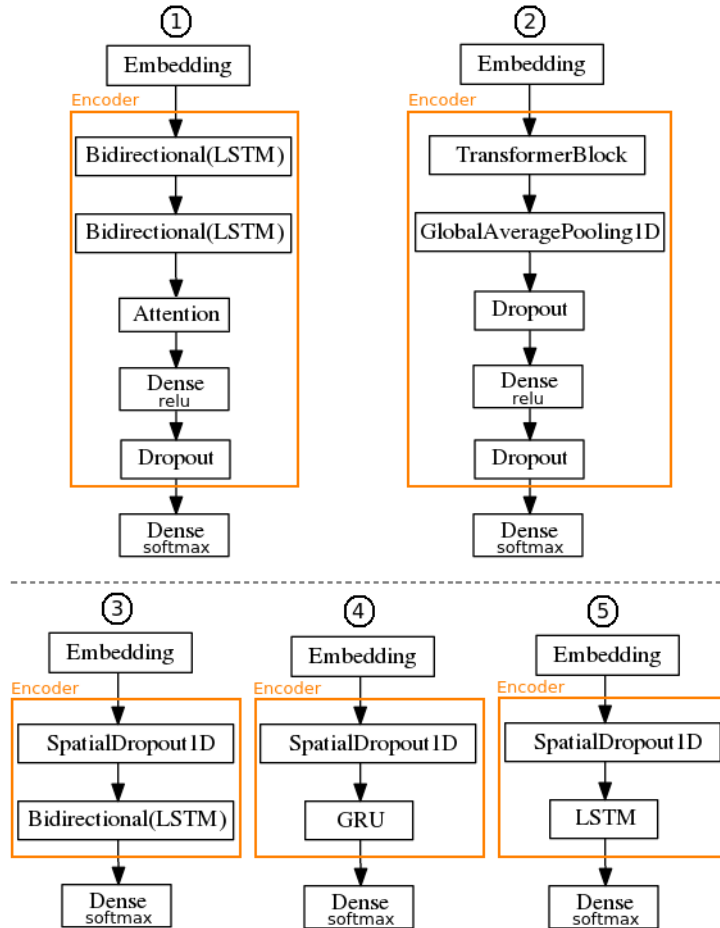 1
Embedding
Encoder
Bidirectional(LSTM)
Bidirectional(LSTM)
Attention
Dense
relu
Dropout
Dense
softmax
2
Embedding
Encoder
TransformerBlock
GlobalAveragePooling1D
Dropout
Dense
relu
Dropout
Dense
softmax
3
Embedding
Encoder
SpatialDropout1D
Bidirectional(LSTM)
Dense
softmax
4
Embedding
Encoder
SpatialDropout1D
GRU
Dense
softmax
5
Embedding
Encoder
SpatialDropout1D
LSTM
Dense
softmax